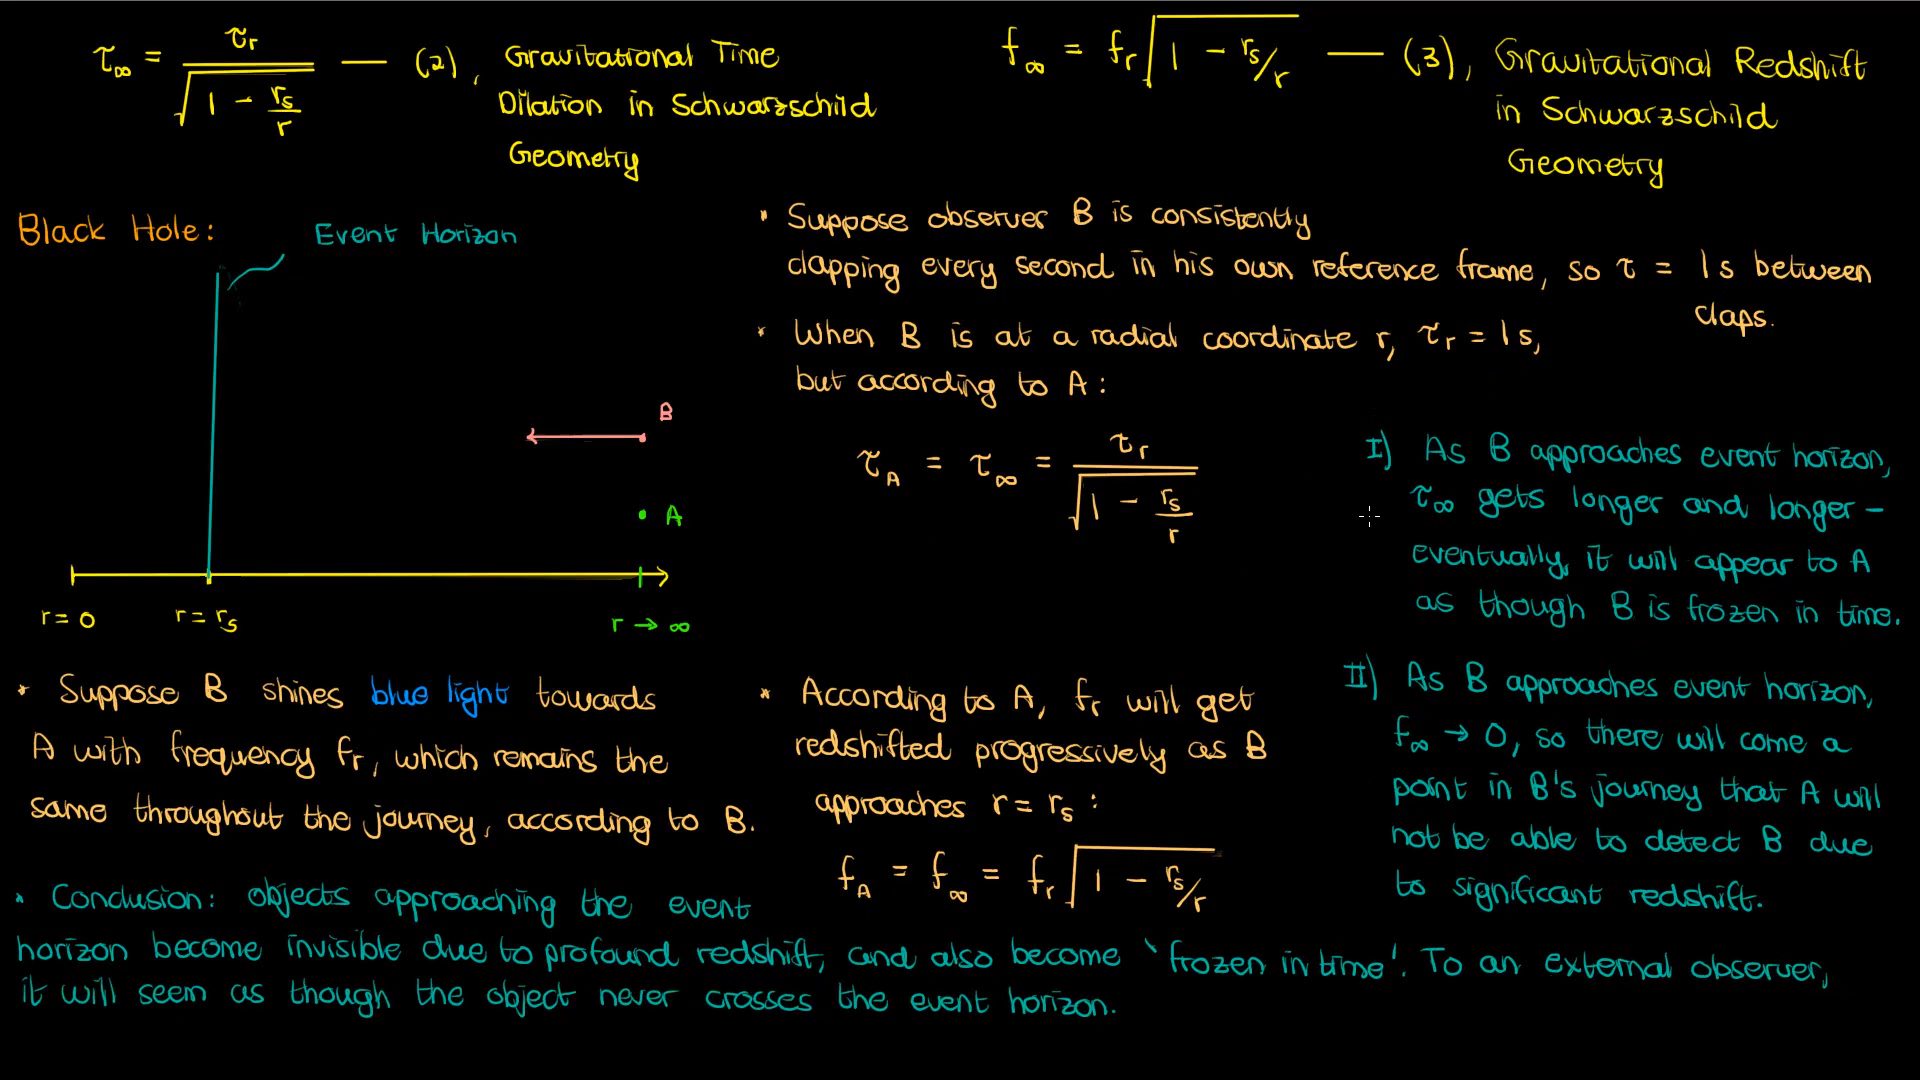 τ∞ = τr / √(1 - rs/r) — (2), Gravitational Time
Dilation in Schwarzschild
Geometry
f∞ = fr √(1 - rs/r) — (3), Gravitational Redshift
in Schwarzschild
Geometry
Black Hole:
Event Horizon
B
A
r = 0
r = rs
r → ∞
* Suppose observer B is consistently
clapping every second in his own reference frame, so τ = 1s between
claps.
* When B is at a radial coordinate r, τr = 1s,
but according to A:
τA = τ∞ = τr / √(1 - rs/r)
I) As B approaches event horizon,
τ∞ gets longer and longer –
eventually, it will appear to A
as though B is frozen in time.
* Suppose B shines blue light towards
A with frequency fr, which remains the
same throughout the journey, according to B.
* According to A, fr will get
redshifted progressively as B
approaches r = rs :
fA = f∞ = fr √(1 - rs/r)
II) As B approaches event horizon,
f∞ → 0, so there will come a
point in B's journey that A will
not be able to detect B due
to significant redshift.
* Conclusion: objects approaching the event
horizon become invisible due to profound redshift, and also become 'frozen in time'. To an external observer,
it will seem as though the object never crosses the event horizon.